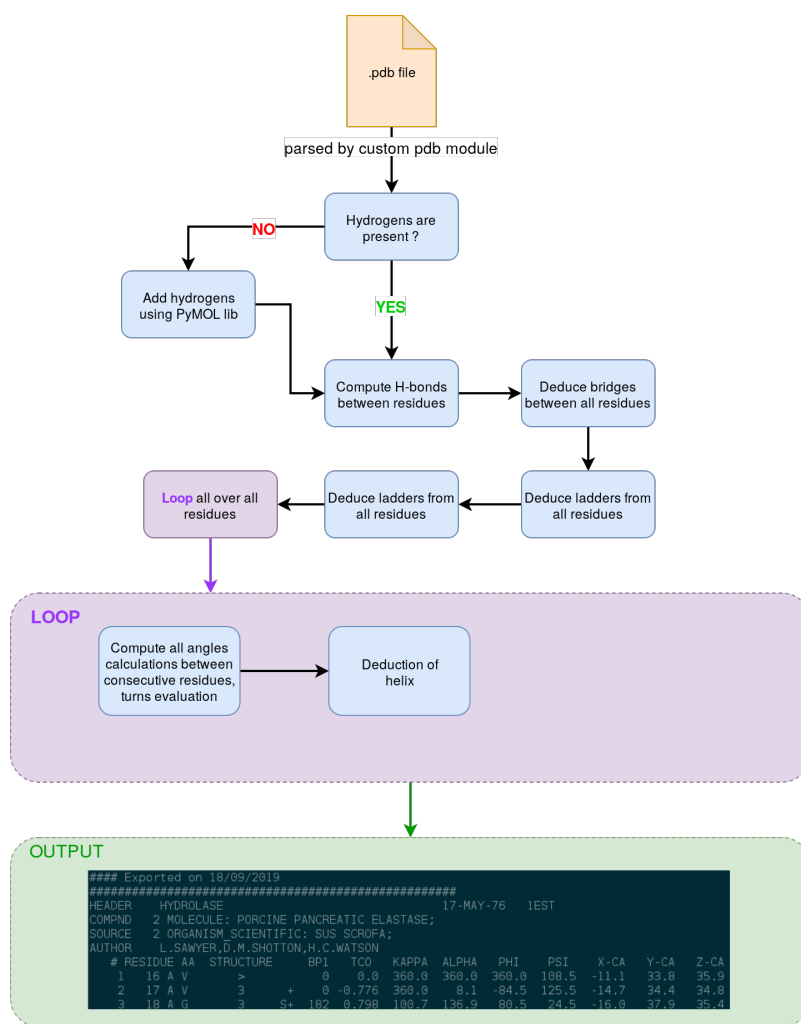 .pdb file
parsed by custom pdb module
Hydrogens are
present ?
NO
Add hydrogens
using PyMOL lib
YES
Compute H-bonds
between residues
Deduce bridges
between all residues
Deduce ladders from
all residues
Deduce ladders from
all residues
Loop all over all
residues
LOOP
Compute all angles
calculations between
consecutive residues,
turns evaluation
Deduction of
helix
OUTPUT
#### Exported on 18/09/2019
####################################################
HEADER    HYDROLASE                               17-MAY-76   1EST
COMPND   2 MOLECULE: PORCINE PANCREATIC ELASTASE;
SOURCE   2 ORGANISM_SCIENTIFIC: SUS SCROFA;
AUTHOR    L.SAWYER,D.M.SHOTTON,H.C.WATSON
# RESIDUE AA  STRUCTURE     BP1   TCO   KAPPA  ALPHA   PHI    PSI    X-CA   Y-CA   Z-CA
1   16 A V       >           0    0.0  360.0  360.0  360.0  108.5  -11.1   33.8   35.9
2   17 A V       3      +    0 -0.776  360.0    8.1  -84.5  125.5  -14.7   34.4   34.8
3   18 A G       3     S+  182  0.798  100.7  136.9   80.5   24.5  -16.0   37.9   35.4